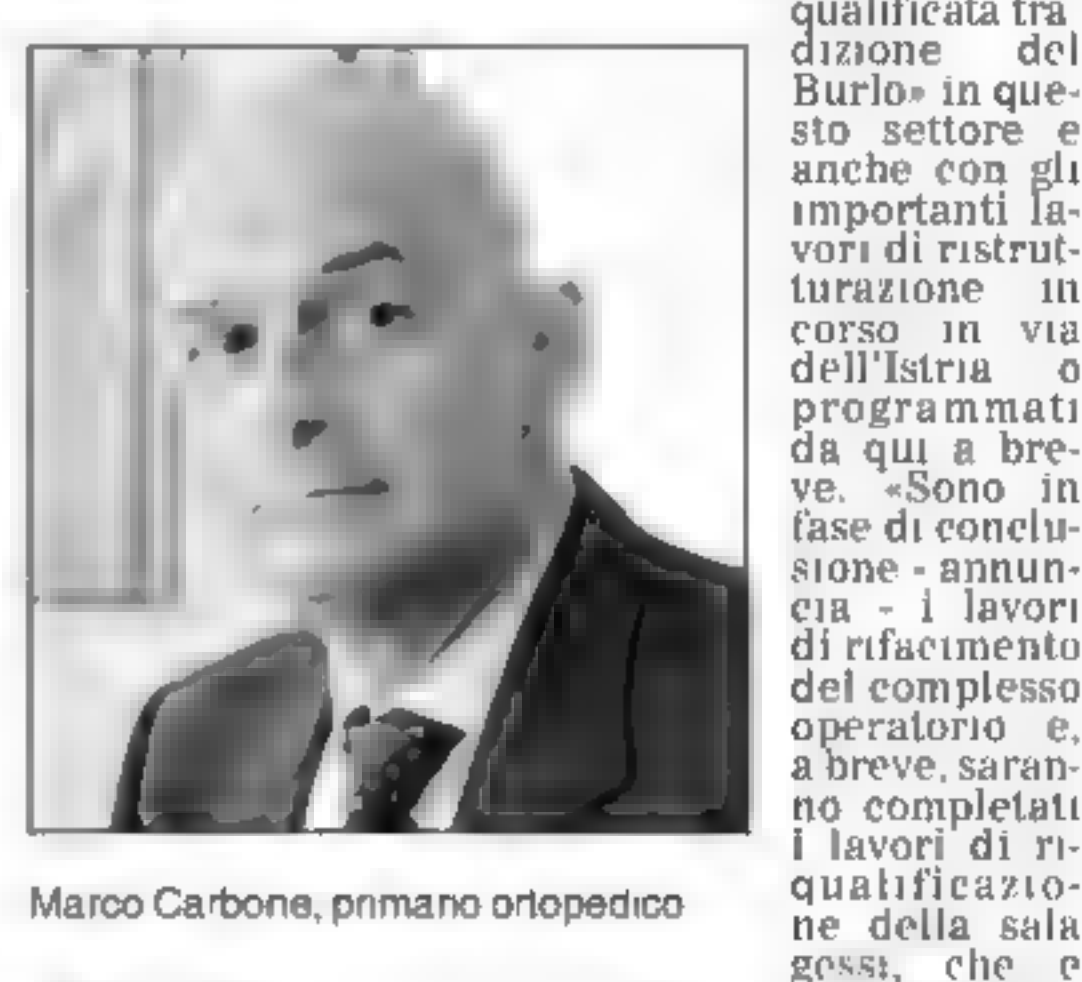 Marco Carbone, primario ortopedico
qualificata tra
dizione del
Burlo» in que-
sto settore e
anche con gli
importanti la-
vori di ristrut-
turazione in
corso in via
dell'Istria o
programmati
da qui a bre-
ve. «Sono in
fase di conclu-
sione - annun-
cia - i lavori
di rifacimento
del complesso
operatorio e,
a breve, saran-
no completati
i lavori di ri-
qualificazio-
ne della sala
gessi, che e